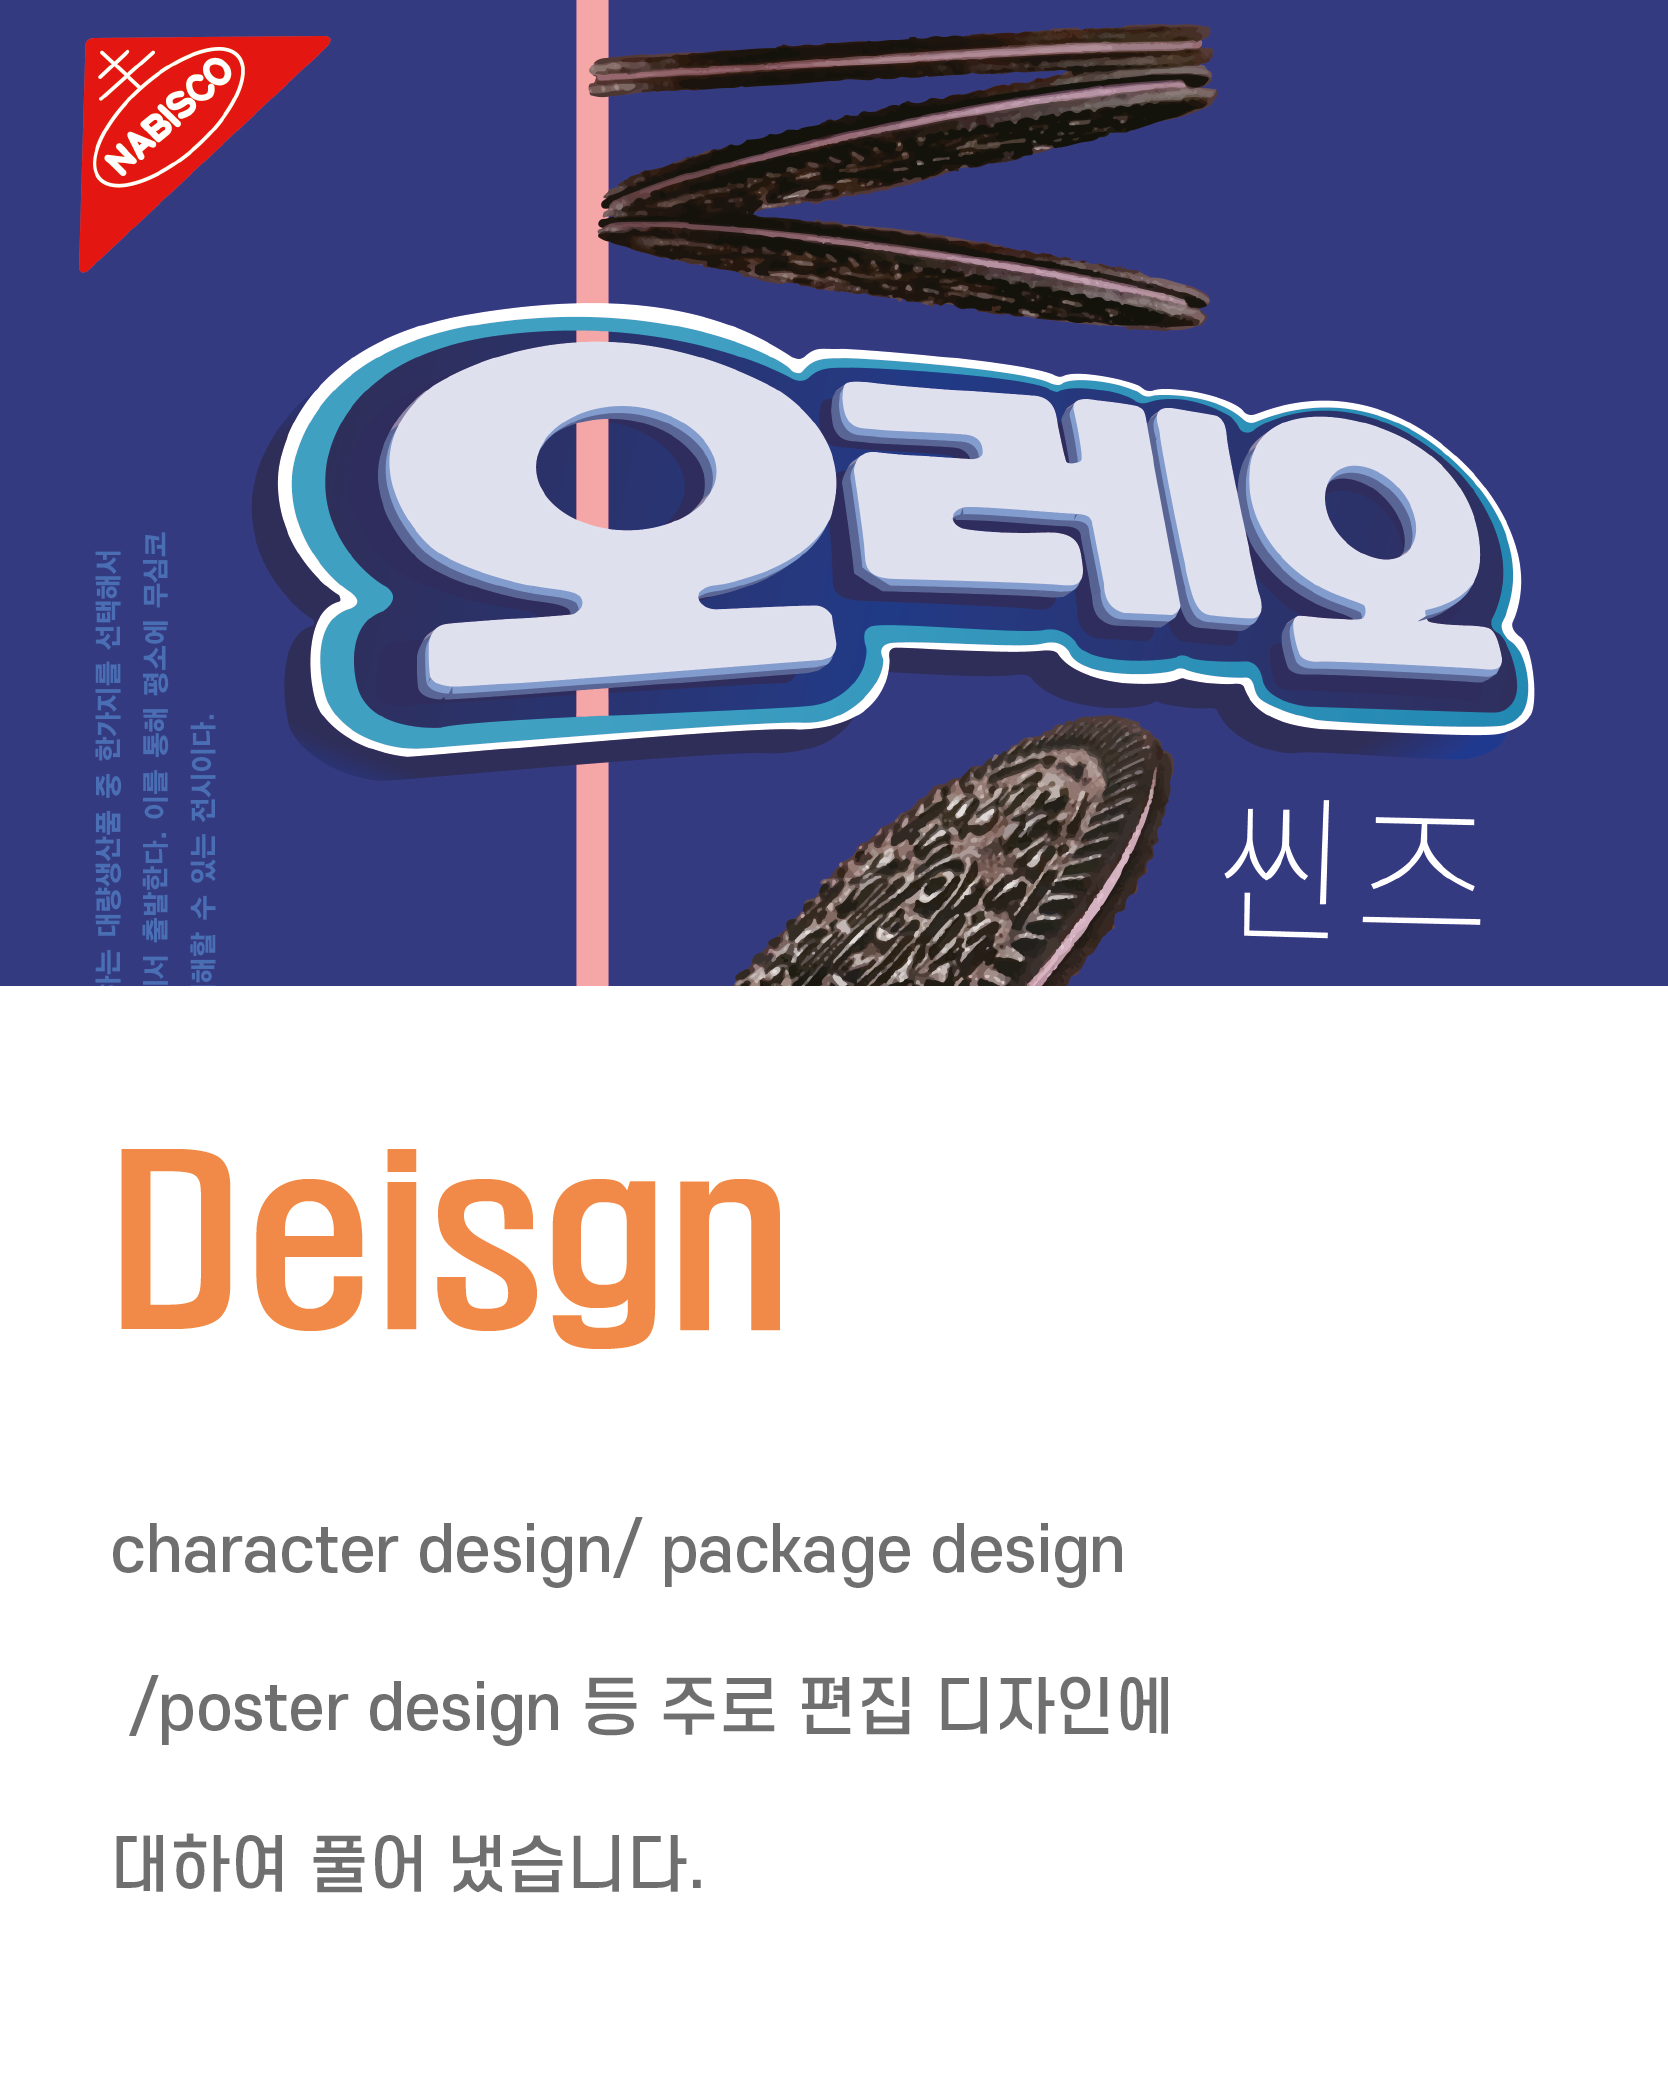 NABISCO
오레오
씬즈
는 대량생산품 중 한가지를 선택해서
서 출발한다. 이를 통해 평소에 무심코
해할 수 있는 전시이다.
Deisgn
character design/ package design
/poster design 등 주로 편집 디자인에
대하여 풀어 냈습니다.